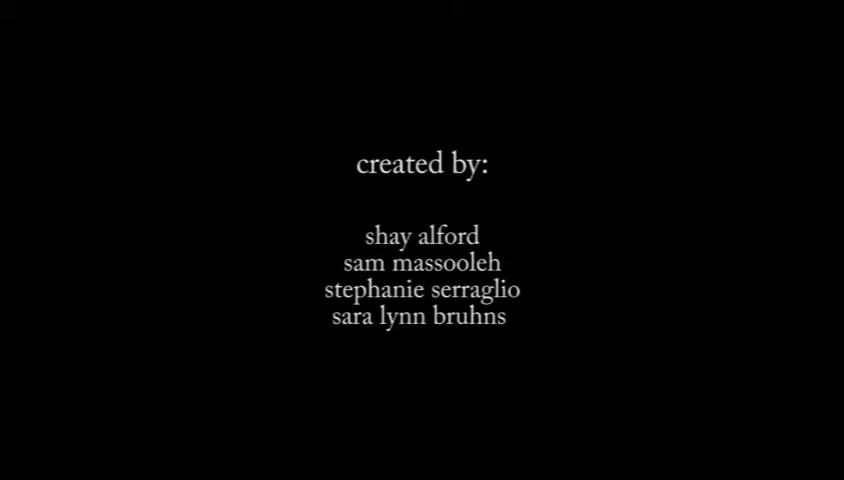 created by:
shay alford
sam massooleh
stephanie serraglio
sara lynn bruhns